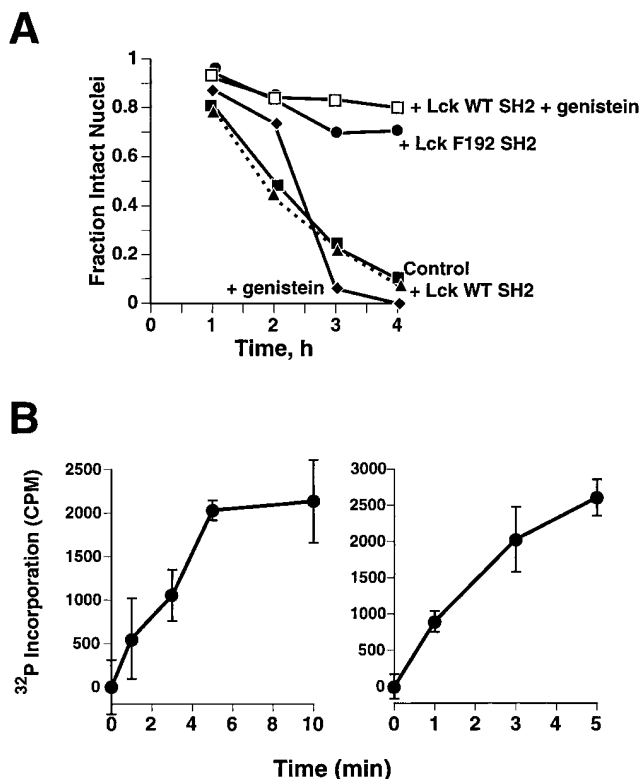 A
Fraction Intact Nuclei
1
0.8
0.6
0.4
0.2
0
+ Lck WT SH2 + genistein
+ Lck F192 SH2
Control
+ genistein
+ Lck WT SH2
0 1 2 3 4
Time, h
B
³²P Incorporation (CPM)
2500
2000
1500
1000
500
0
0 2 4 6 8 10
3000
2500
2000
1500
1000
500
0
0 1 2 3 4 5
Time (min)